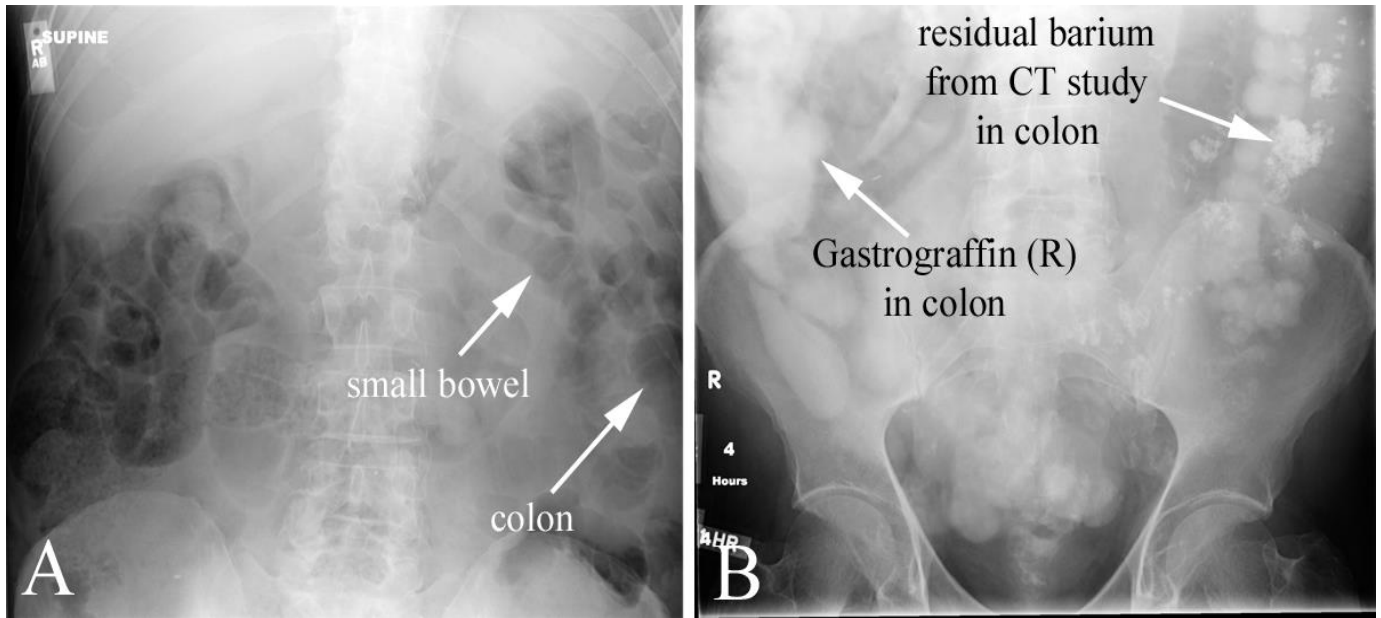 R
SUPINE
AB
small bowel
colon
A
residual barium
from CT study
in colon
Gastrograffin (R)
in colon
R
4
Hours
4HR
B